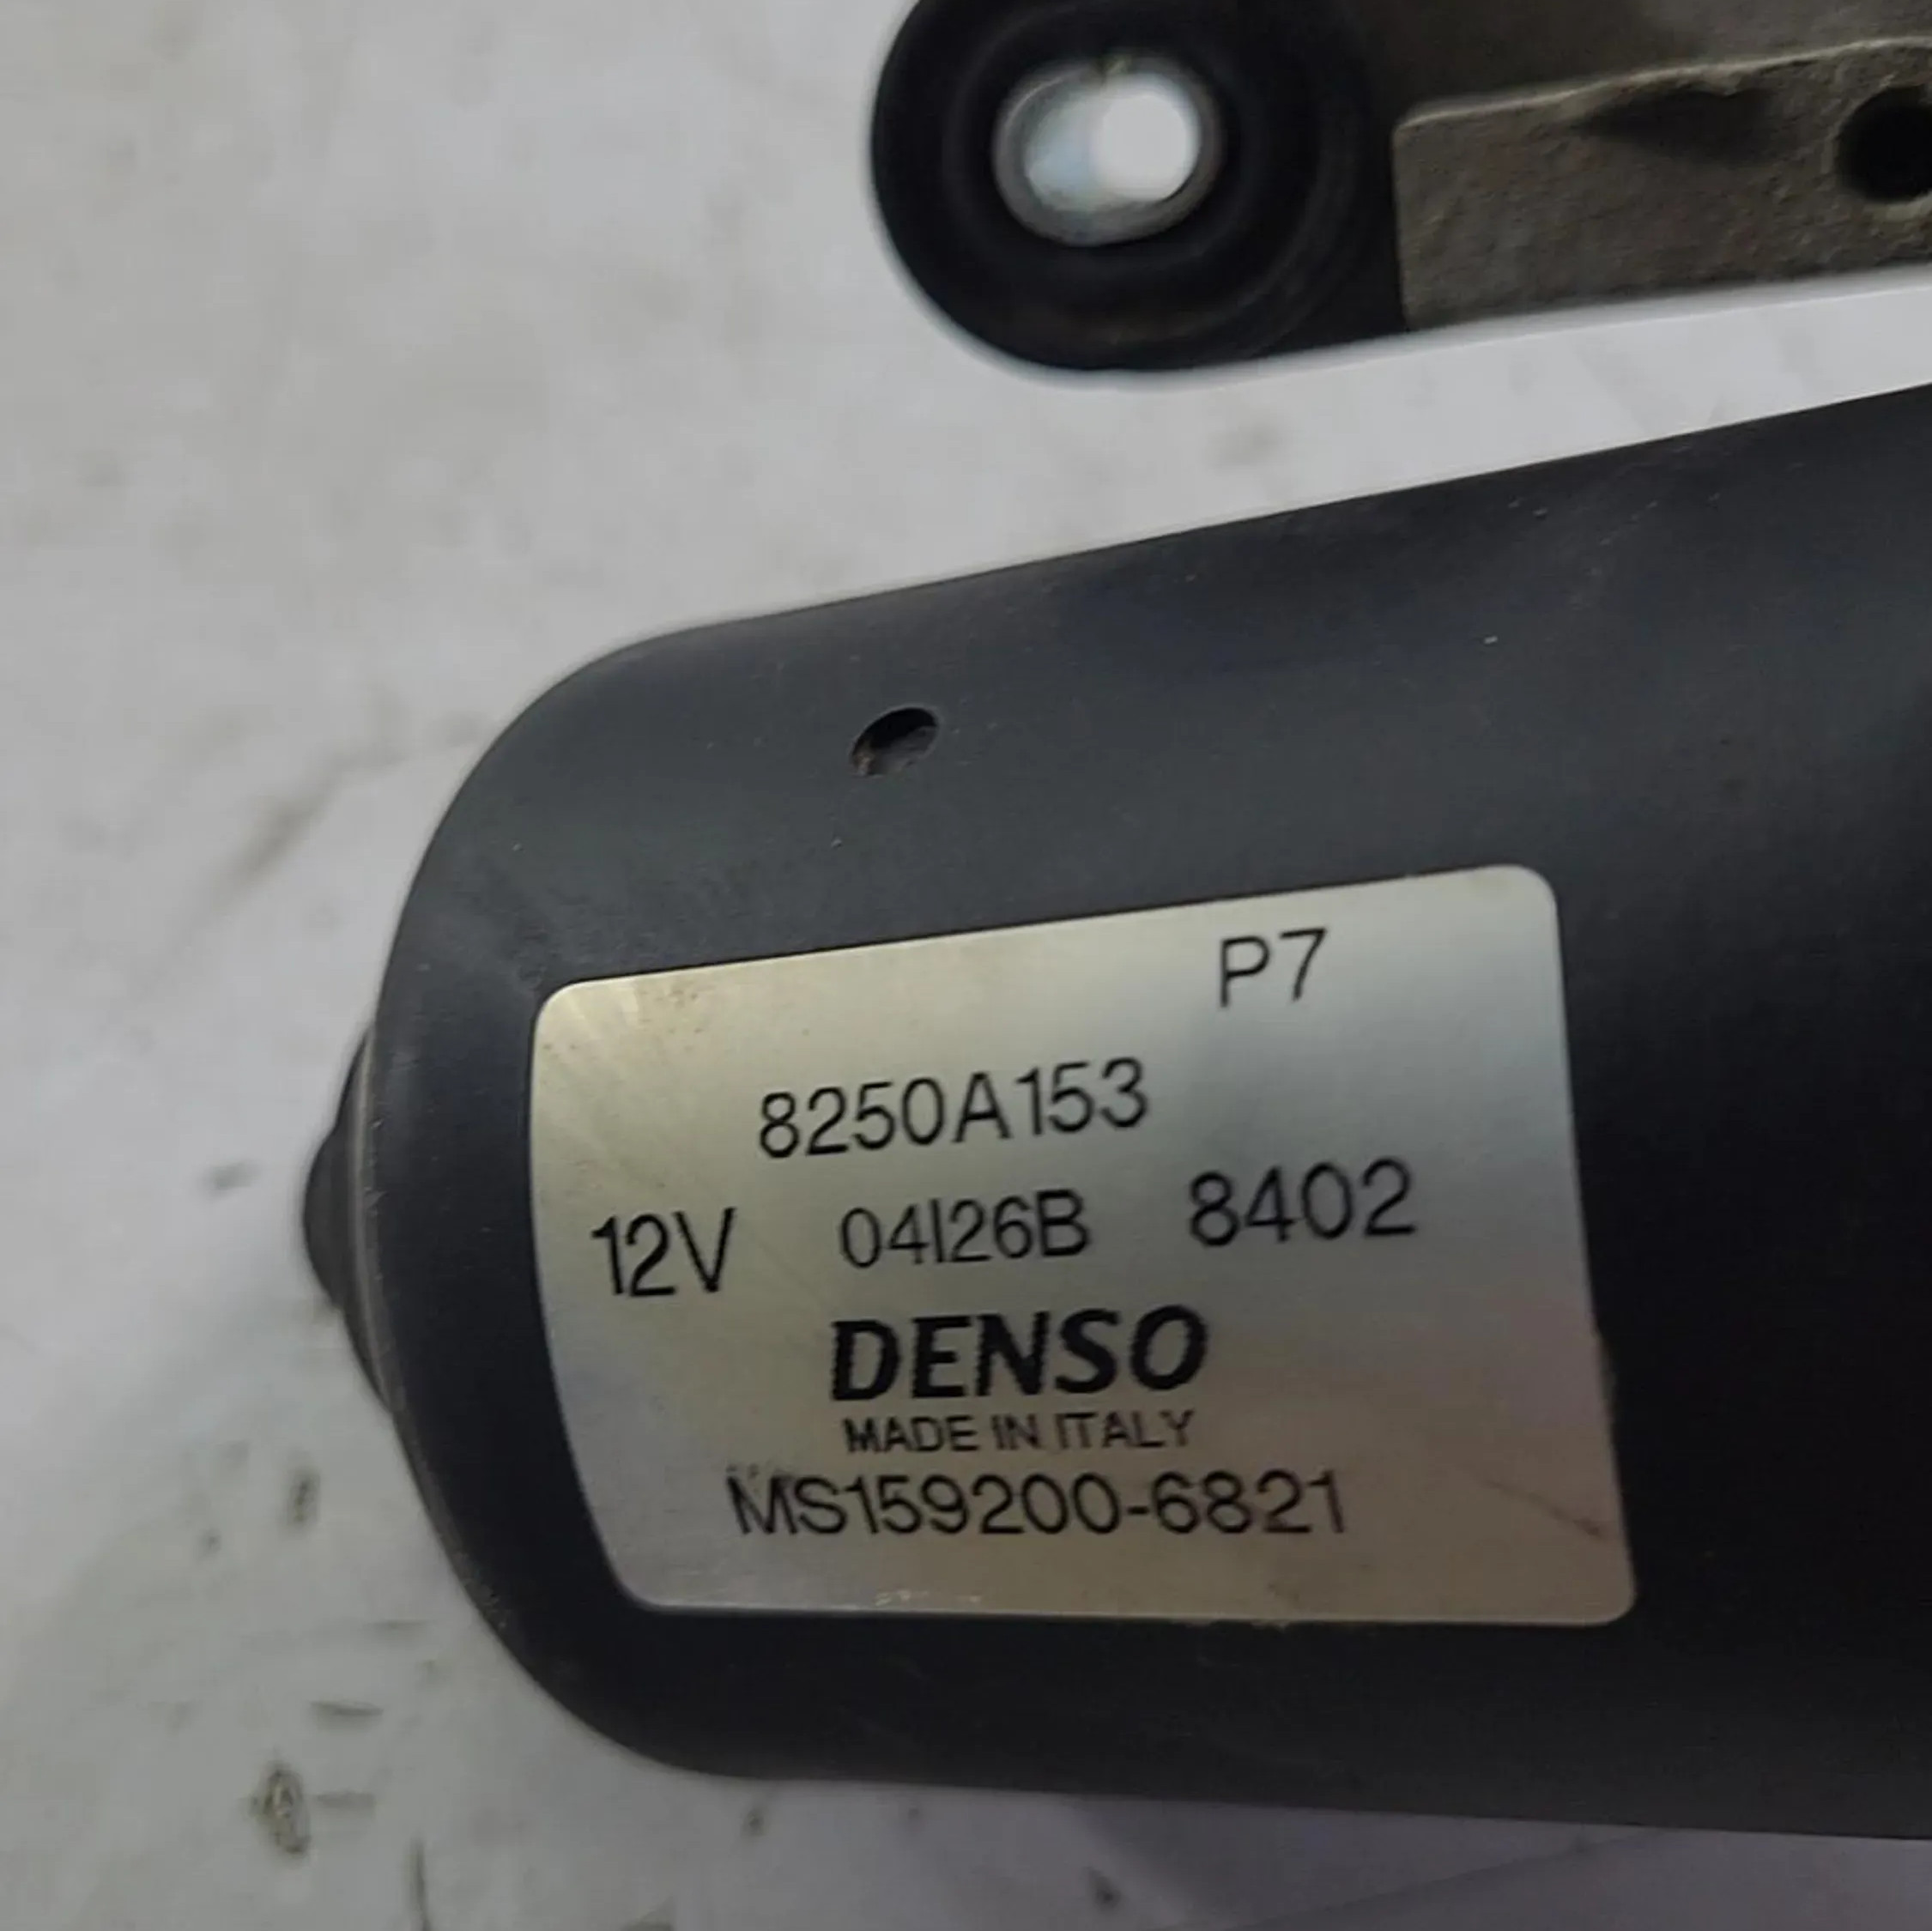 P7
8250A153
12V 04I26B 8402
DENSO
MADE IN ITALY
MS159200-6821